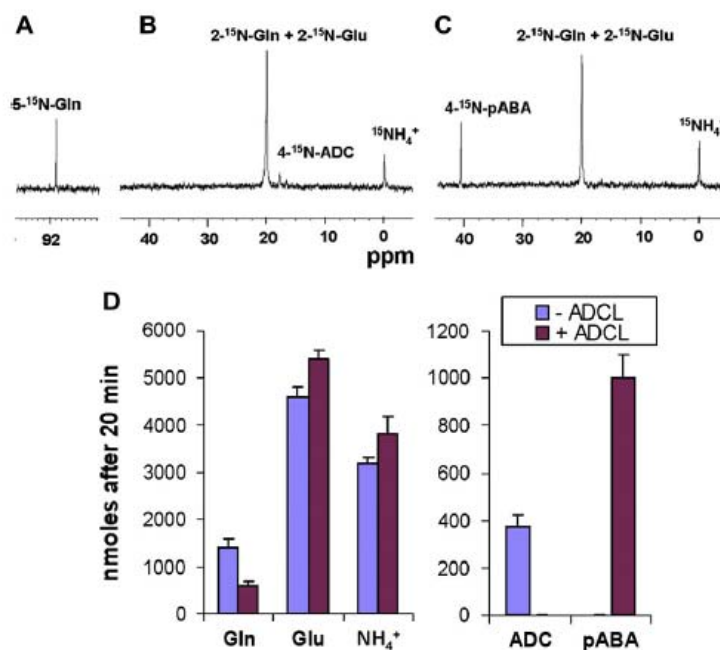 A
B
C
2-¹⁵N-Gln + 2-¹⁵N-Glu
2-¹⁵N-Gln + 2-¹⁵N-Glu
5-¹⁵N-Gln
4-¹⁵N-pABA
¹⁵NH₄⁺
¹⁵NH₄⁺
4-¹⁵N-ADC
92
40 30 20 10 0
40 30 20 10 0
ppm
D
- ADCL
+ ADCL
nmoles after 20 min
6000
5000
4000
3000
2000
1000
0
Gln Glu NH₄⁺
1200
1000
800
600
400
200
0
ADC pABA